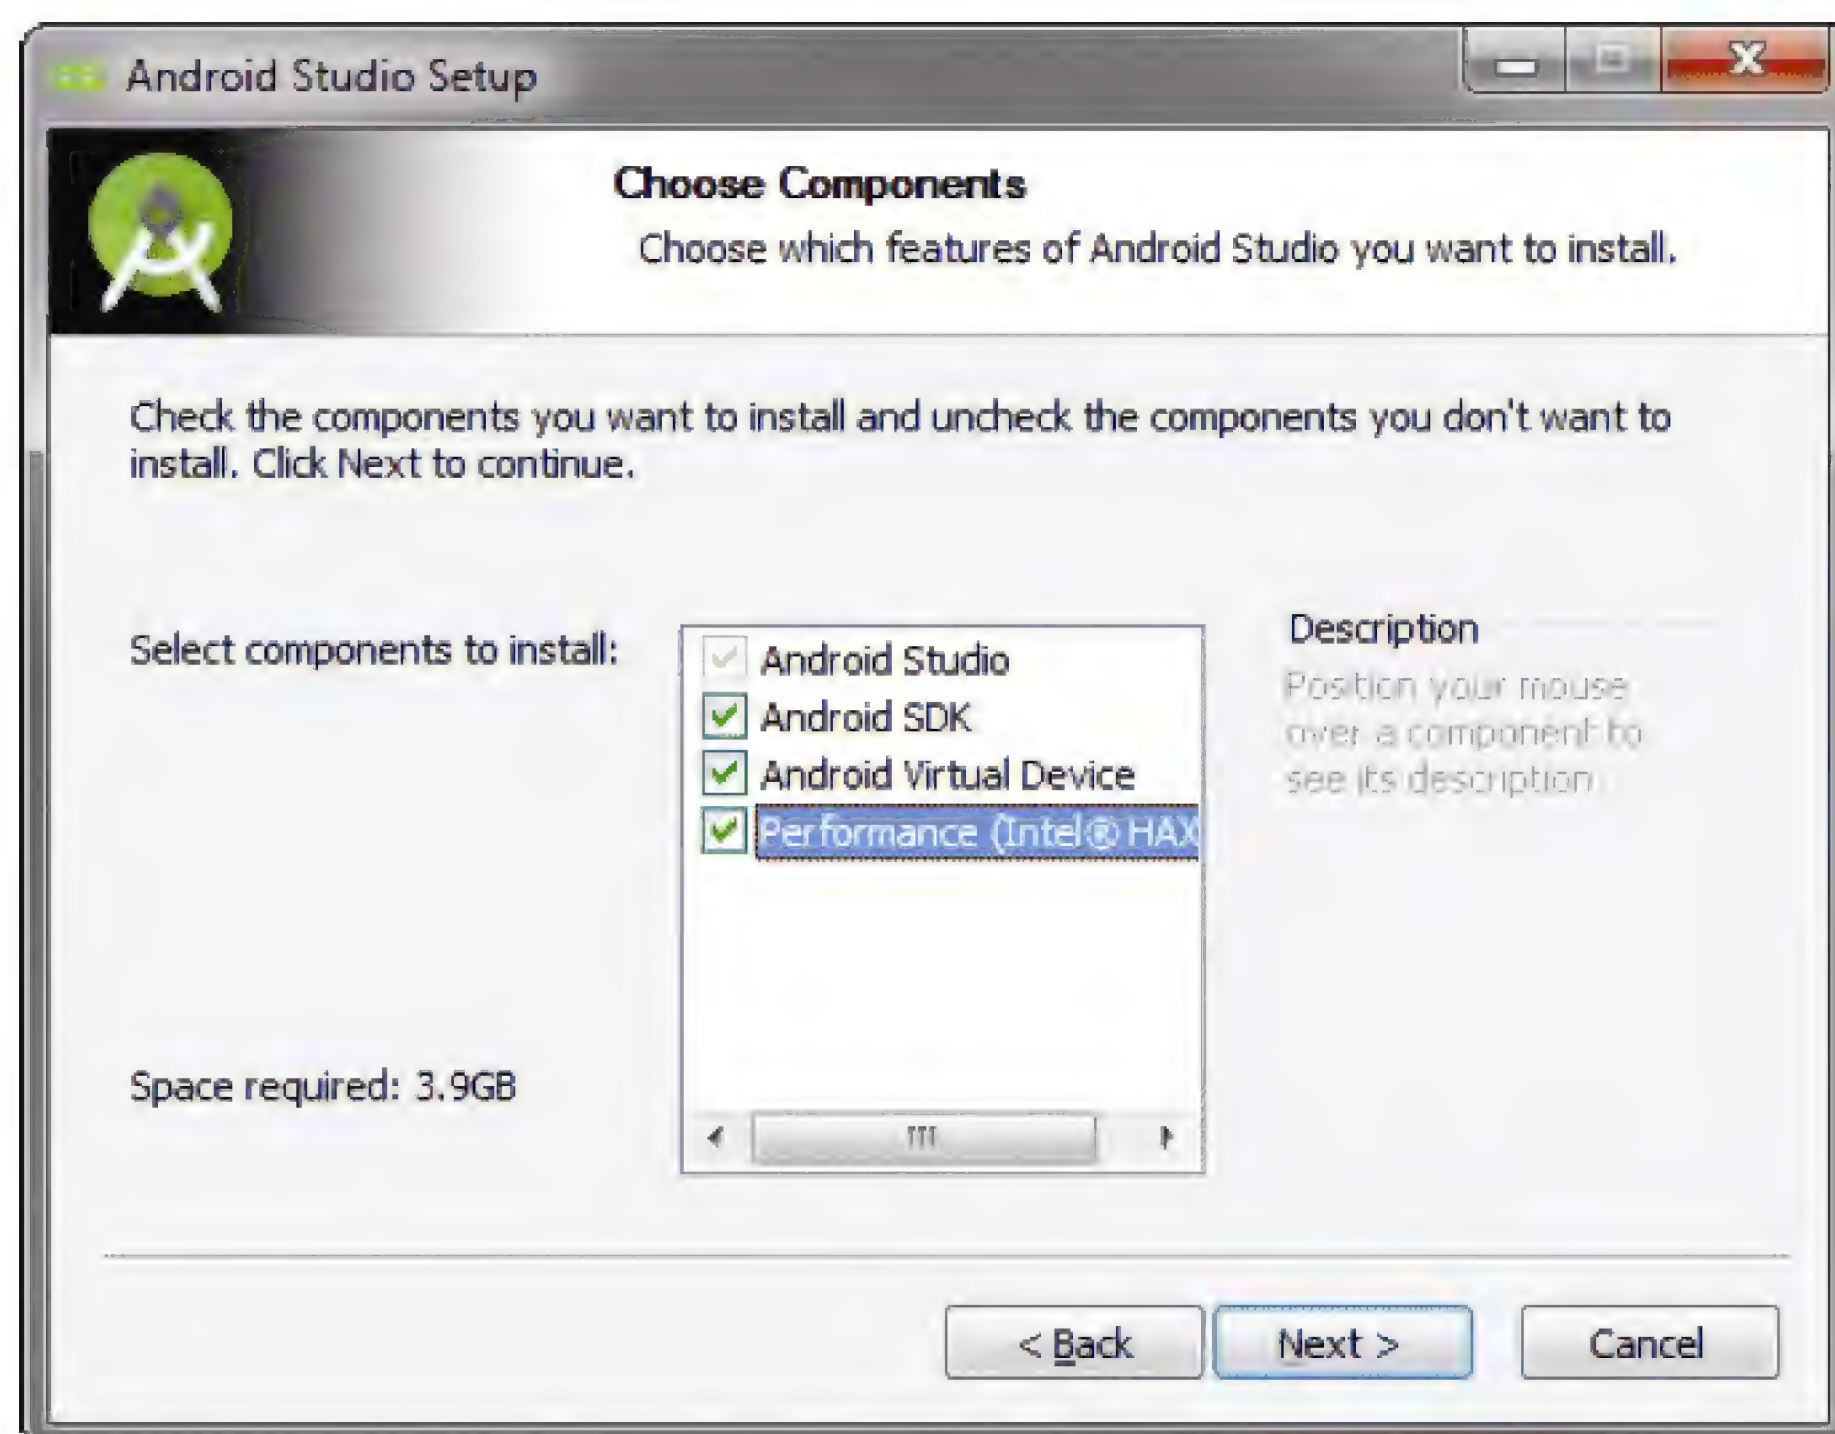 Android Studio Setup
Choose Components
Choose which features of Android Studio you want to install.
Check the components you want to install and uncheck the components you don't want to
install. Click Next to continue.
Select components to install:
Android Studio
Android SDK
Android Virtual Device
Performance (Intel® HAX
Description
Position your mouse
over a component to
see its description
Space required: 3.9GB
< Back
Next >
Cancel